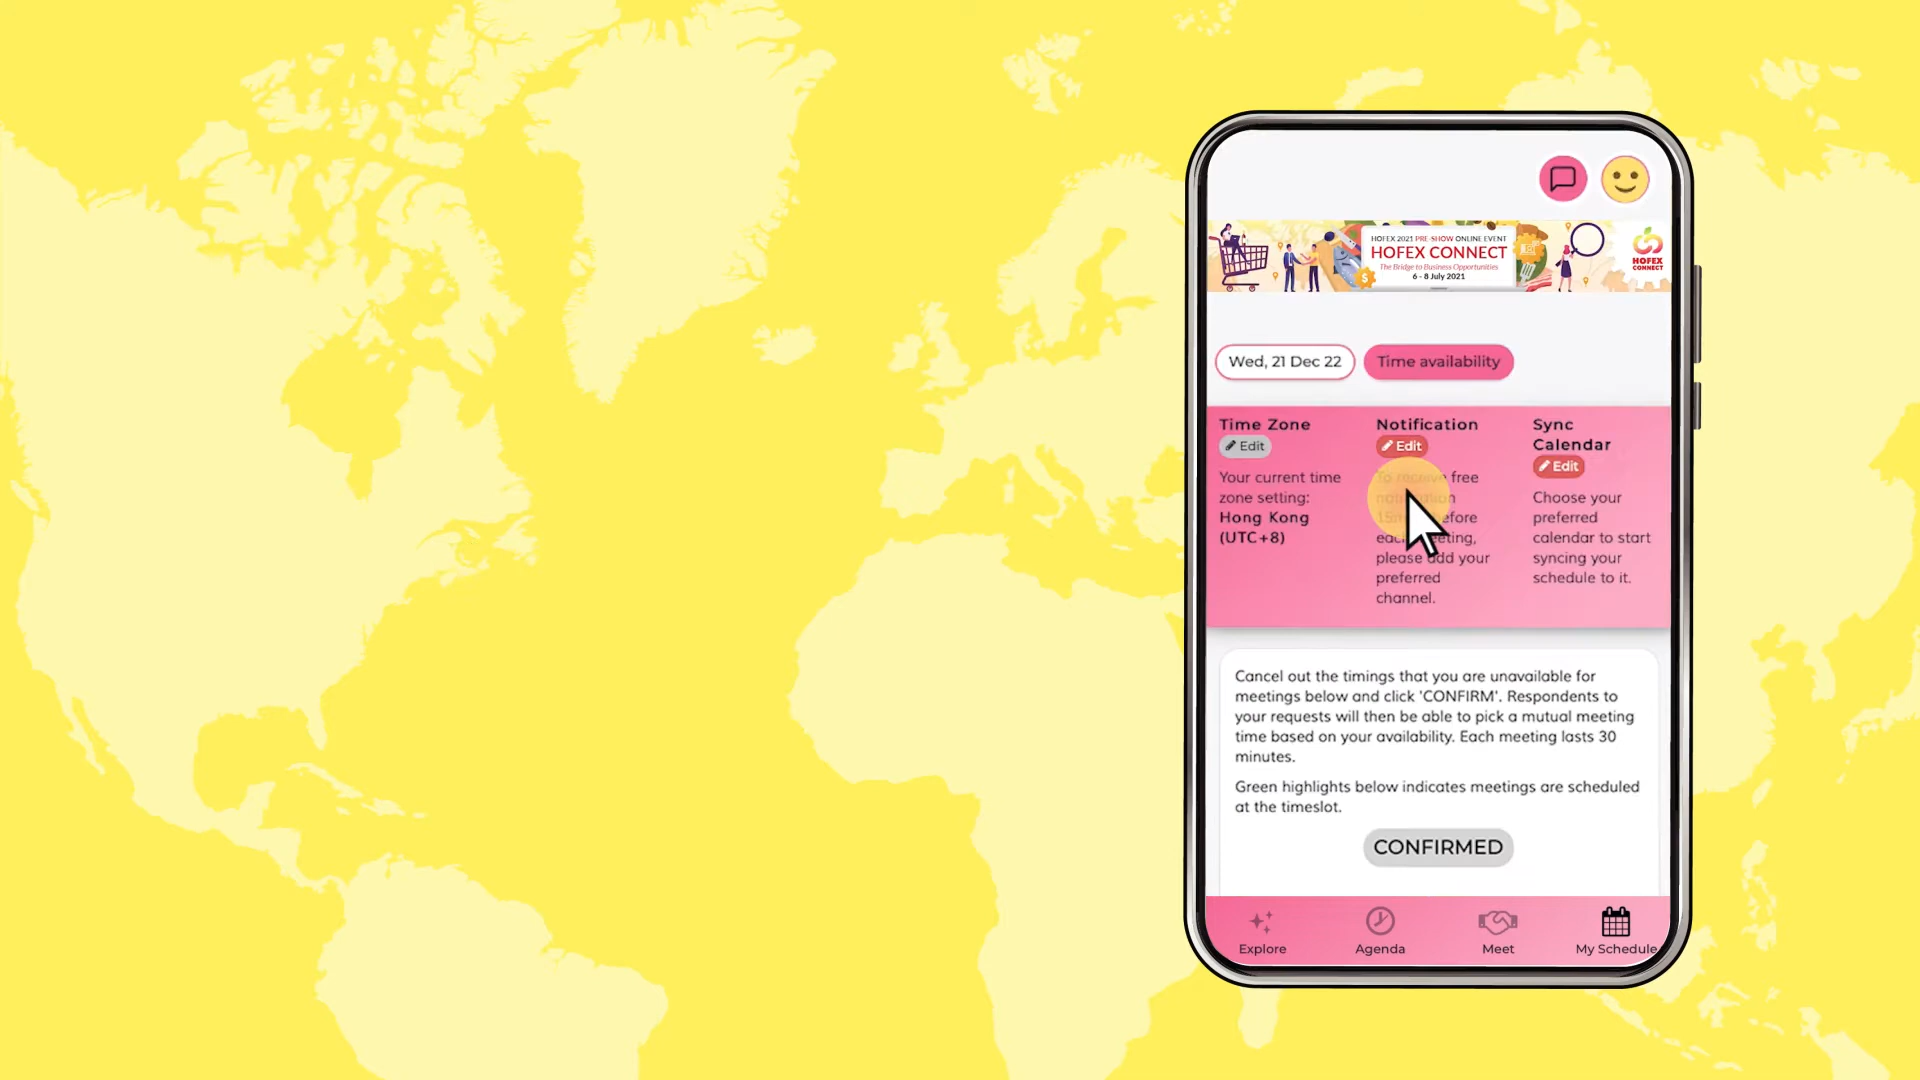 HOFEX 2021 PRE-SHOW ONLINE EVENT
HOFEX CONNECT
The Bridge to Business Opportunities
6 - 8 July 2021
HOFEX
CONNECT
Wed, 21 Dec 22
Time availability
Time Zone
Edit
Your current time
zone setting:
Hong Kong
(UTC+8)
Notification
Edit
To receive free
before
please add your
preferred
channel.
Sync
Calendar
Edit
Choose your
preferred
calendar to start
syncing your
schedule to it.
Cancel out the timings that you are unavailable for
meetings below and click 'CONFIRM'. Respondents to
your requests will then be able to pick a mutual meeting
time based on your availability. Each meeting lasts 30
minutes.
Green highlights below indicates meetings are scheduled
at the timeslot.
CONFIRMED
Explore
Agenda
Meet
My Schedule